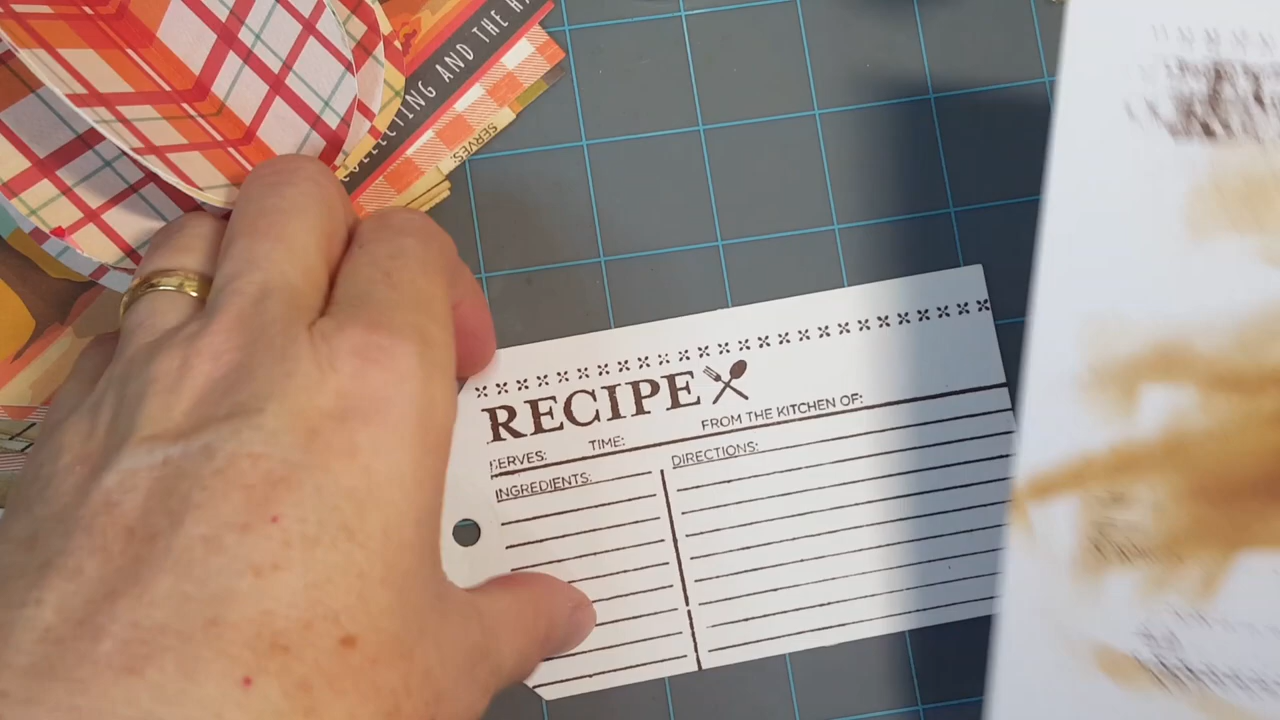 COLLECTING AND THE H
SERVES:
RECIPE
SERVES:
TIME:
FROM THE KITCHEN OF:
INGREDIENTS:
DIRECTIONS: